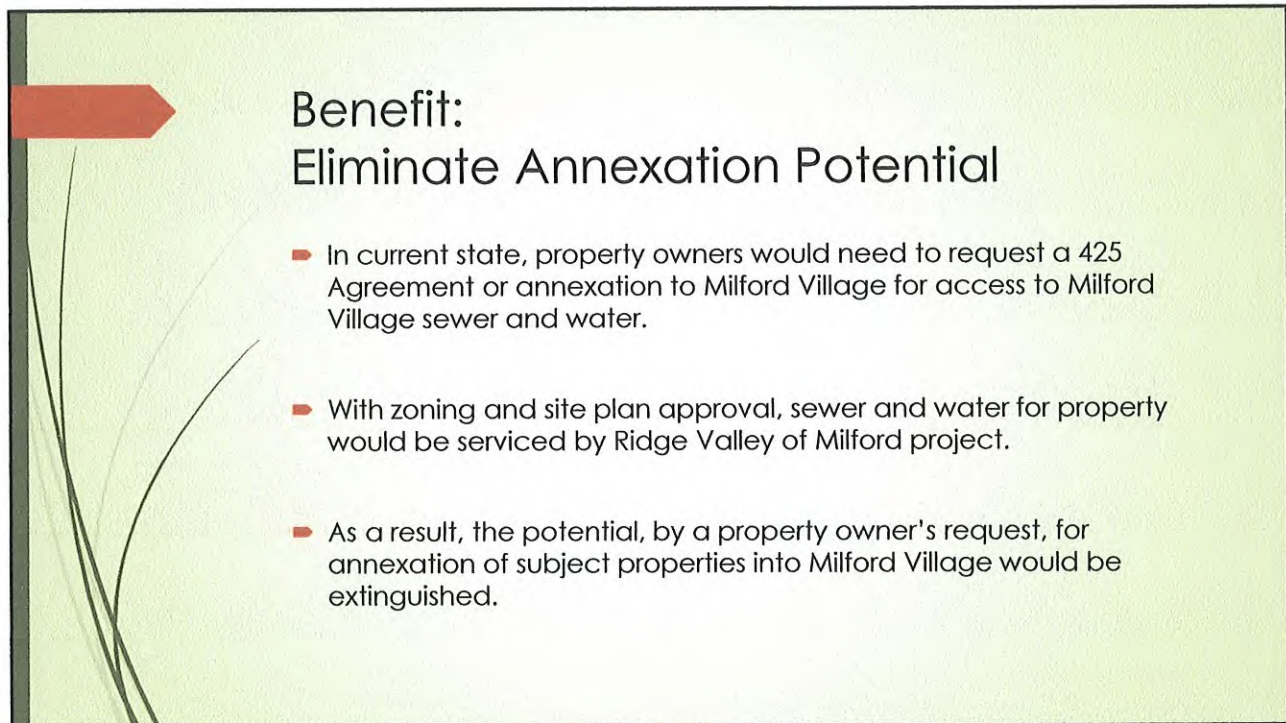 Benefit:
Eliminate Annexation Potential
In current state, property owners would need to request a 425
Agreement or annexation to Milford Village for access to Milford
Village sewer and water.
With zoning and site plan approval, sewer and water for property
would be serviced by Ridge Valley of Milford project.
As a result, the potential, by a property owner's request, for
annexation of subject properties into Milford Village would be
extinguished.